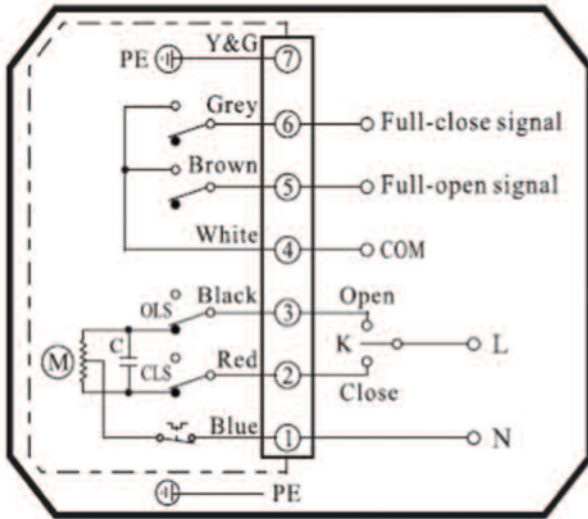 Y&G
PE 7
Grey
6 Full-close signal
Brown
5 Full-open signal
White
4 COM
OLS Black 3 Open
C K L
M
CLS Red 2 Close
Blue 1 N
PE